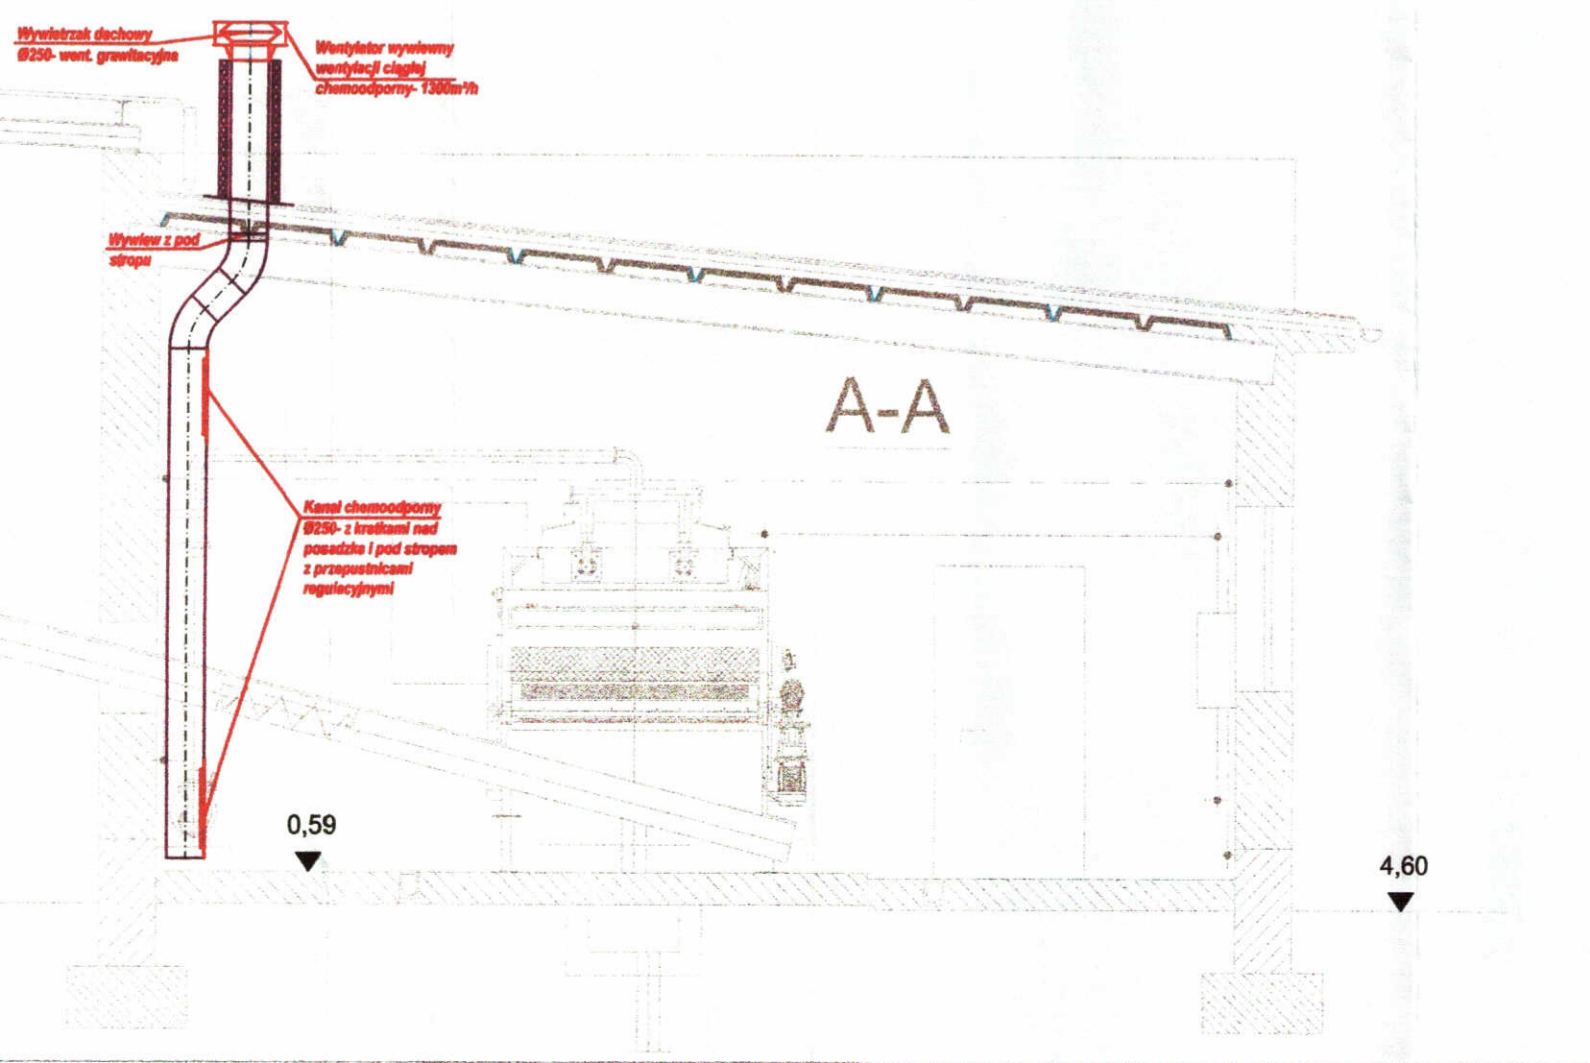 Wywietrzak dachowy
Ø250- went. grawitacyjna
Wentylator wywiewny
wentylacji ciągłej
chemoodporny- 1300m³/h
Wywiew z pod
stropu
A-A
Kanał chemoodporny
Ø250- z kratkami nad
posadzka i pod stropem
z przepustnicami
regulacyjnymi
0,59
4,60